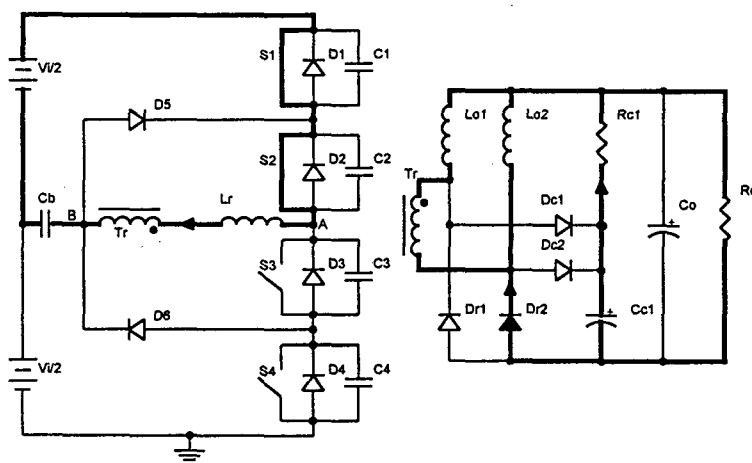 S1
D1
C1
Vi/2
D5
S2
D2
C2
Cb
B
Tr
Lr
A
S3
D3
C3
D6
Vi/2
S4
D4
C4
Lo1
Lo2
Rc1
Tr
Dc1
Dc2
Co
+
Dr1
Dr2
Cc1
+